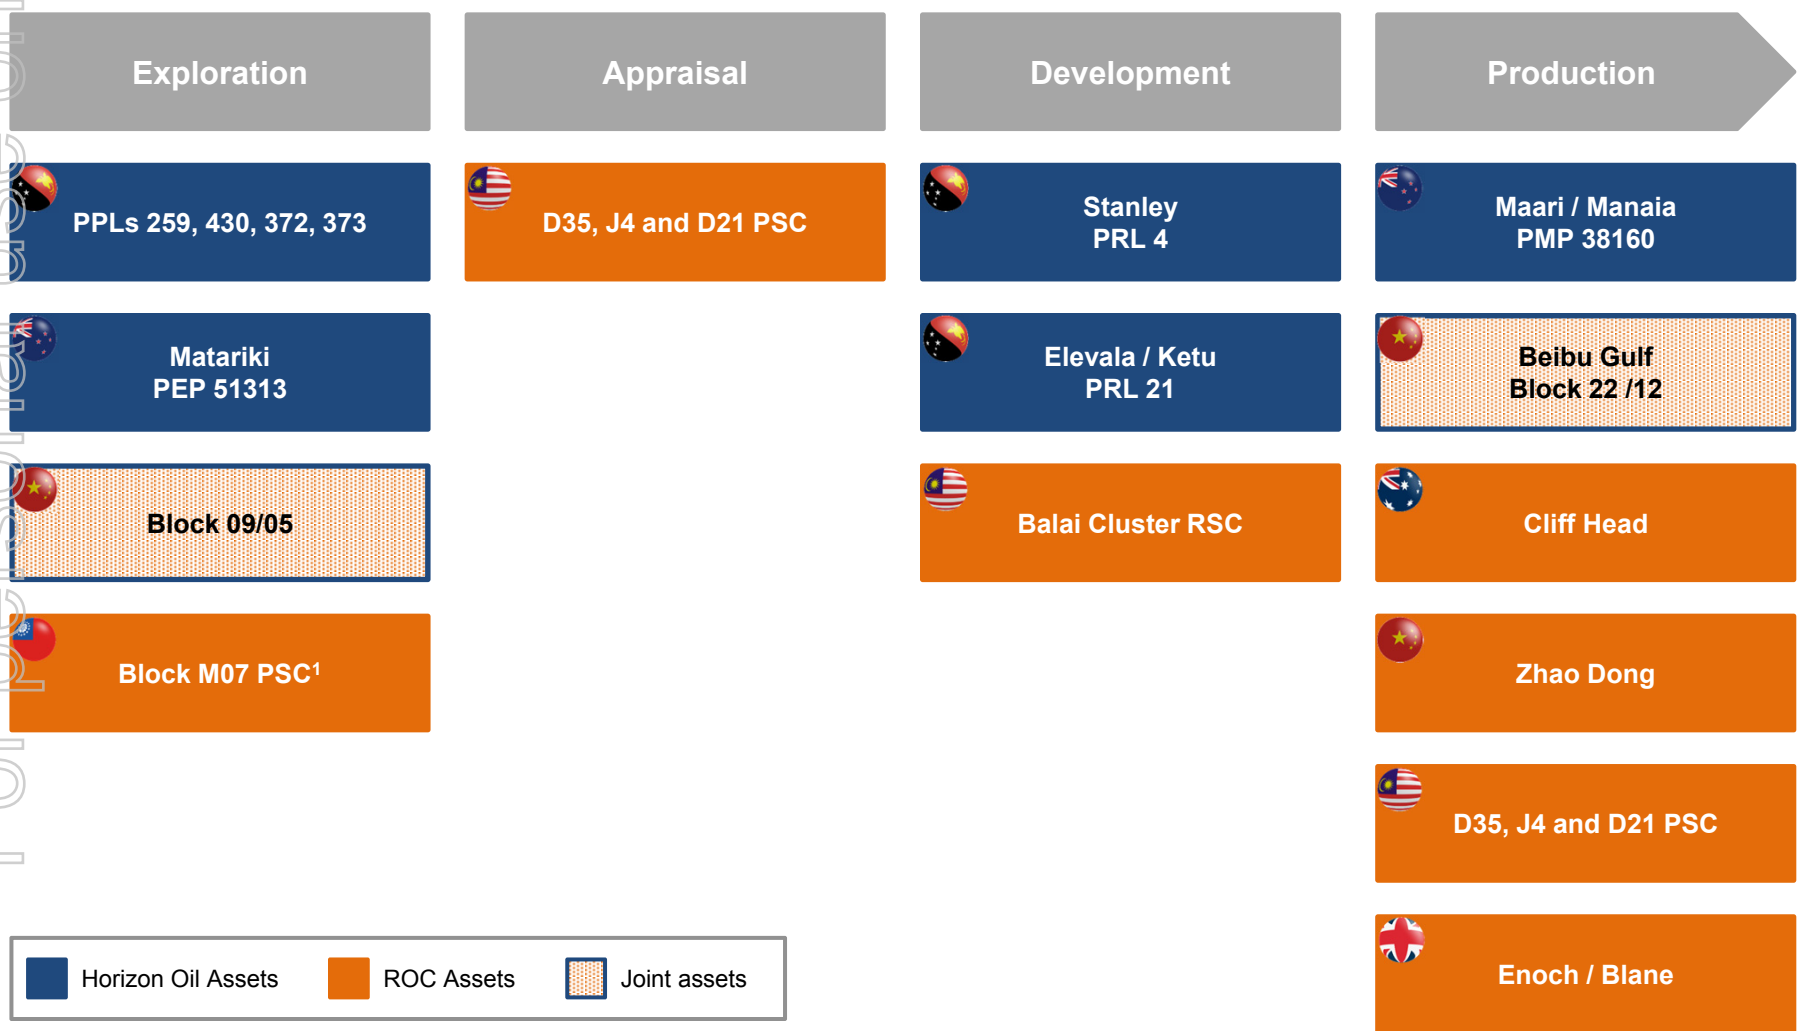 Exploration
Appraisal
Development
Production
PPLs 259, 430, 372, 373
D35, J4 and D21 PSC
Stanley
PRL 4
Maari / Manaia
PMP 38160
Matariki
PEP 51313
Elevala / Ketu
PRL 21
Beibu Gulf
Block 22 /12
Block 09/05
Balai Cluster RSC
Cliff Head
Block M07 PSC¹
Zhao Dong
D35, J4 and D21 PSC
Enoch / Blane
Horizon Oil Assets
ROC Assets
Joint assets
For personal use